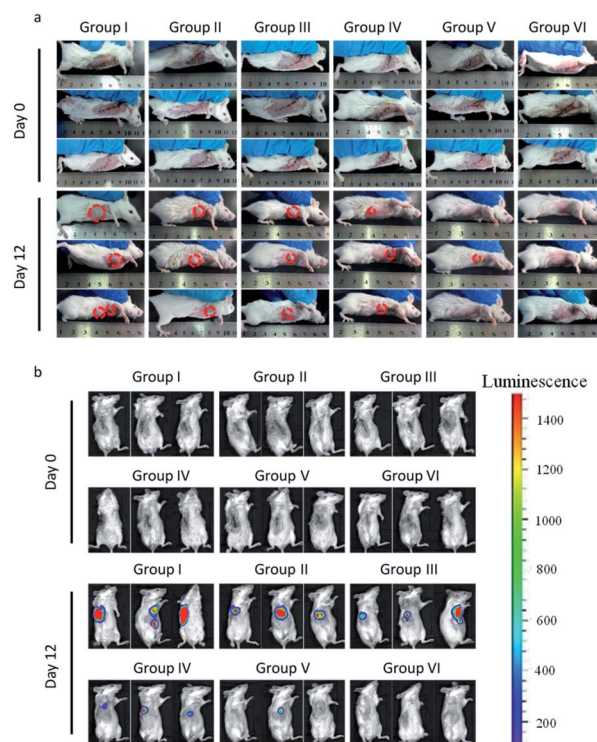 a
Group I Group II Group III Group IV Group V Group VI
Day 0
Day 12
b
Group I Group II Group III
Day 0
Group IV Group V Group VI
Group I Group II Group III
Day 12
Group IV Group V Group VI
Luminescence
1400
1200
1000
800
600
400
200